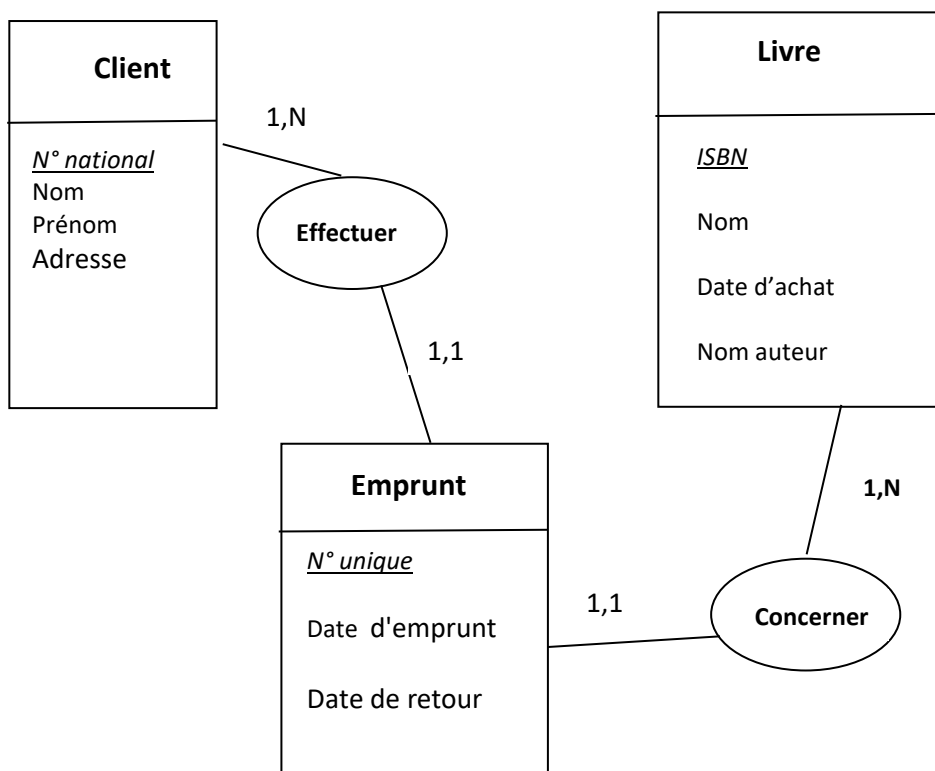 Client
N° national
Nom
Prénom
Adresse
1,N
Effectuer
1,1
Livre
ISBN
Nom
Date d’achat
Nom auteur
1,N
Concerner
1,1
Emprunt
N° unique
Date d'emprunt
Date de retour